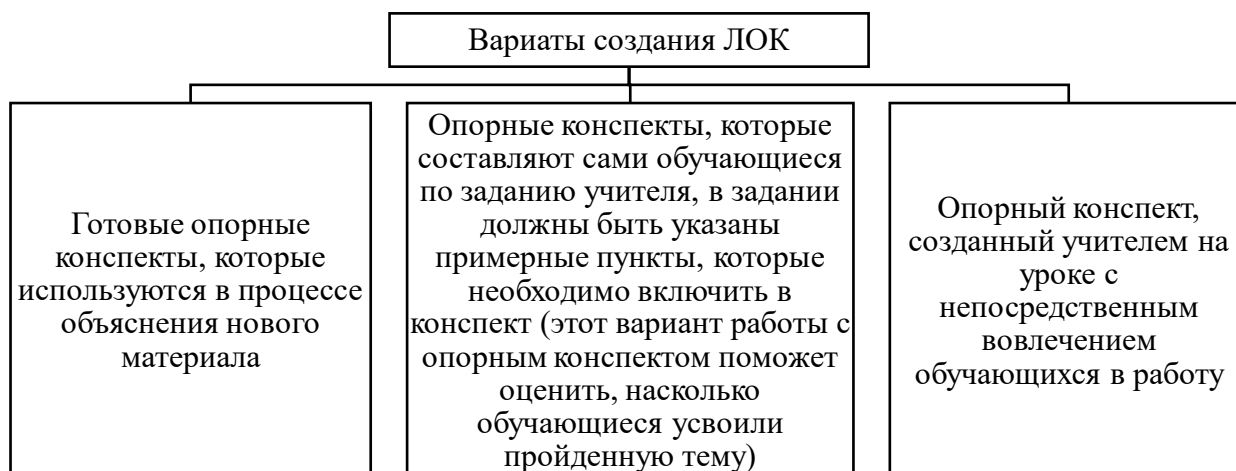 Вариаты создания ЛОК
Готовые опорные
конспекты, которые
используются в процессе
объяснения нового
материала
Опорные конспекты, которые
составляют сами обучающиеся
по заданию учителя, в задании
должны быть указаны
примерные пункты, которые
необходимо включить в
конспект (этот вариант работы с
опорным конспектом поможет
оценить, насколько
обучающиеся усвоили
пройденную тему)
Опорный конспект,
созданный учителем на
уроке с
непосредственным
вовлечением
обучающихся в работу